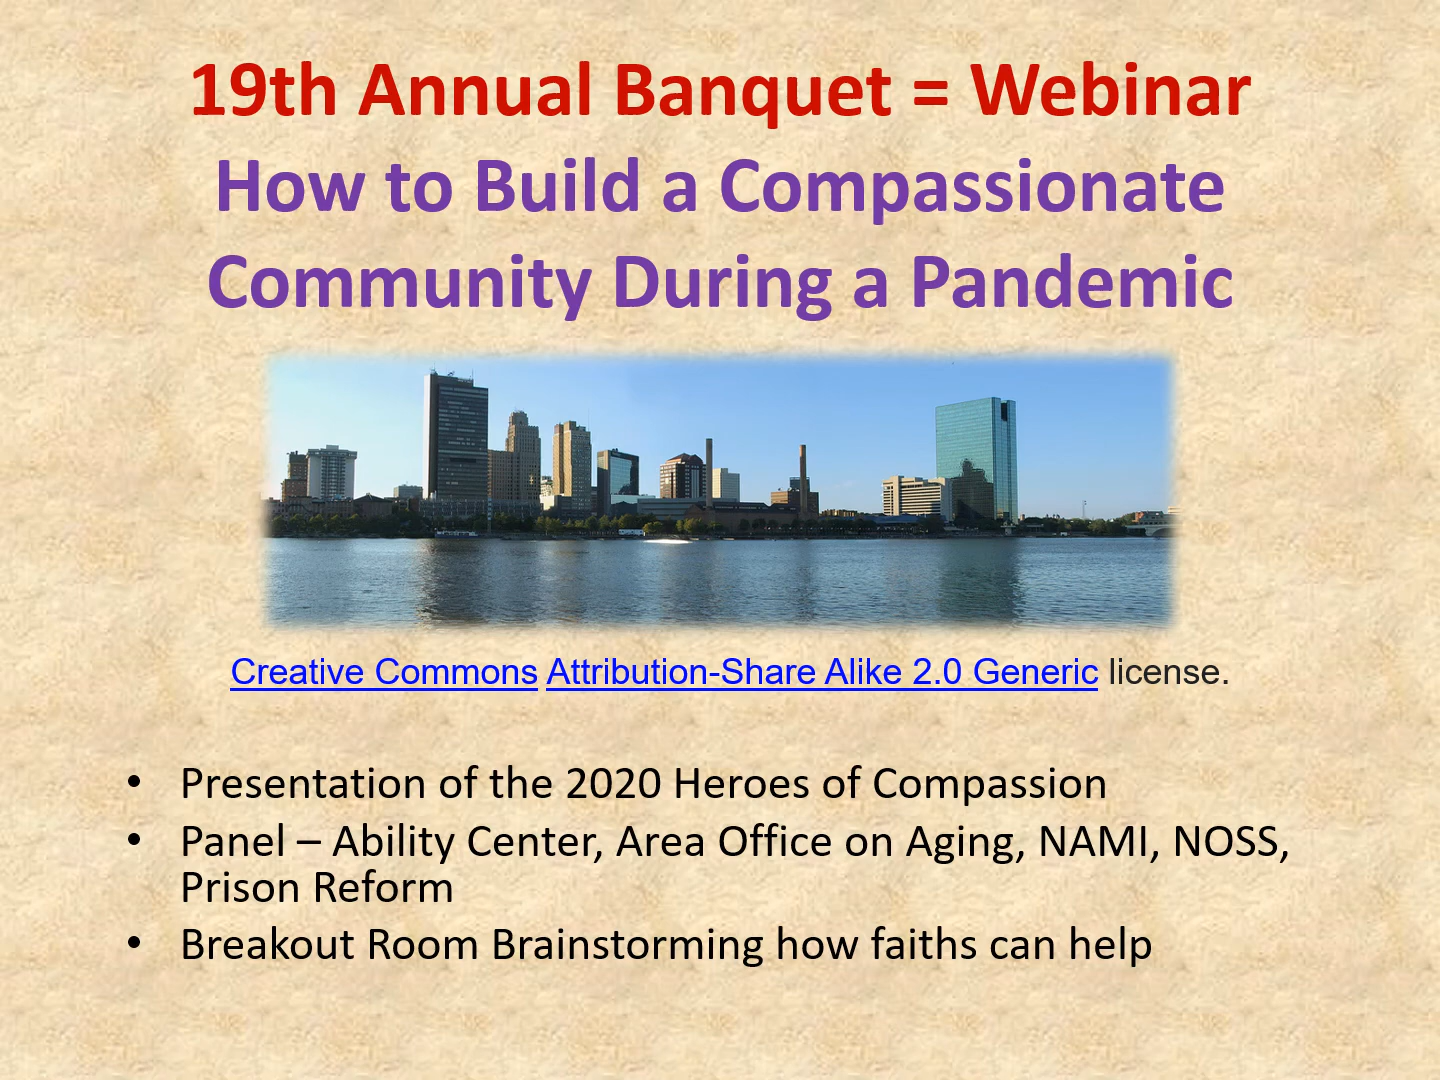 19th Annual Banquet = Webinar
How to Build a Compassionate
Community During a Pandemic
Creative Commons Attribution-Share Alike 2.0 Generic license.
• Presentation of the 2020 Heroes of Compassion
• Panel – Ability Center, Area Office on Aging, NAMI, NOSS,
Prison Reform
• Breakout Room Brainstorming how faiths can help